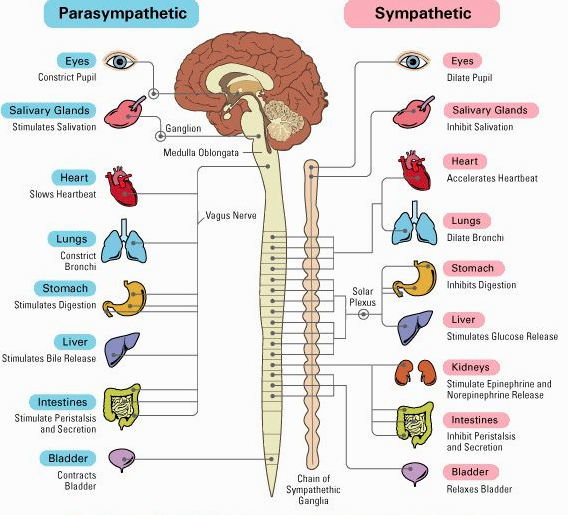 Parasympathetic
Eyes
Constrict Pupil
Salivary Glands
Stimulates Salivation
Heart
Slows Heartbeat
Lungs
Constrict
Bronchi
Stomach
Stimulates Digestion
Liver
Stimulates Bile Release
Intestines
Stimulate Peristalsis
and Secretion
Bladder
Contracts
Bladder
Ganglion
Medulla Oblongata
Vagus Nerve
Solar
Plexus
Chain of
Sympathethic
Ganglia
Sympathetic
Eyes
Dilate Pupil
Salivary Glands
Inhibit Salivation
Heart
Accelerates Heartbeat
Lungs
Dilate Bronchi
Stomach
Inhibits Digestion
Liver
Stimulates Glucose Release
Kidneys
Stimulate Epinephrine and
Norepinephrine Release
Intestines
Inhibit Peristalsis
and Secretion
Bladder
Relaxes Bladder